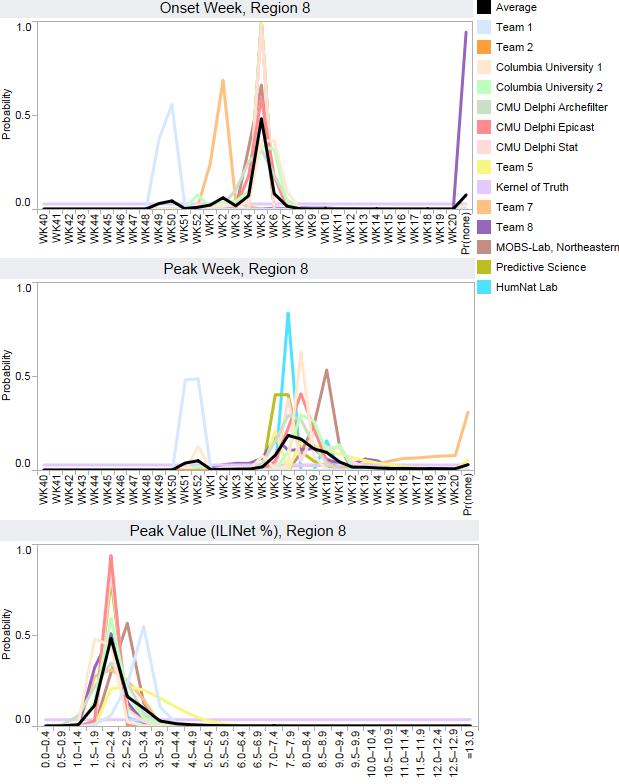 Onset Week, Region 8
Probability
1.0
0.5
0.0
WK40
WK41
WK42
WK43
WK44
WK45
WK46
WK47
WK48
WK49
WK50
WK51
WK52
WK1
WK2
WK3
WK4
WK5
WK6
WK7
WK8
WK9
WK10
WK11
WK12
WK13
WK14
WK15
WK16
WK17
WK18
WK19
WK20
Pr(none)
Average
Team 1
Team 2
Columbia University 1
Columbia University 2
CMU Delphi Archefilter
CMU Delphi Epicast
CMU Delphi Stat
Team 5
Kernel of Truth
Team 7
Team 8
MOBS-Lab, Northeastern
Predictive Science
HumNat Lab
Peak Week, Region 8
Probability
1.0
0.5
0.0
WK40
WK41
WK42
WK43
WK44
WK45
WK46
WK47
WK48
WK49
WK50
WK51
WK52
WK1
WK2
WK3
WK4
WK5
WK6
WK7
WK8
WK9
WK10
WK11
WK12
WK13
WK14
WK15
WK16
WK17
WK18
WK19
WK20
Pr(none)
Peak Value (ILINet %), Region 8
Probability
1.0
0.5
0.0
0.0–0.4
0.5–0.9
1.0–1.4
1.5–1.9
2.0–2.4
2.5–2.9
3.0–3.4
3.5–3.9
4.0–4.4
4.5–4.9
5.0–5.4
5.5–5.9
6.0–6.4
6.5–6.9
7.0–7.4
7.5–7.9
8.0–8.4
8.5–8.9
9.0–9.4
9.5–9.9
10.0–10.4
10.5–10.9
11.0–11.4
11.5–11.9
12.0–12.4
12.5–12.9
=13.0